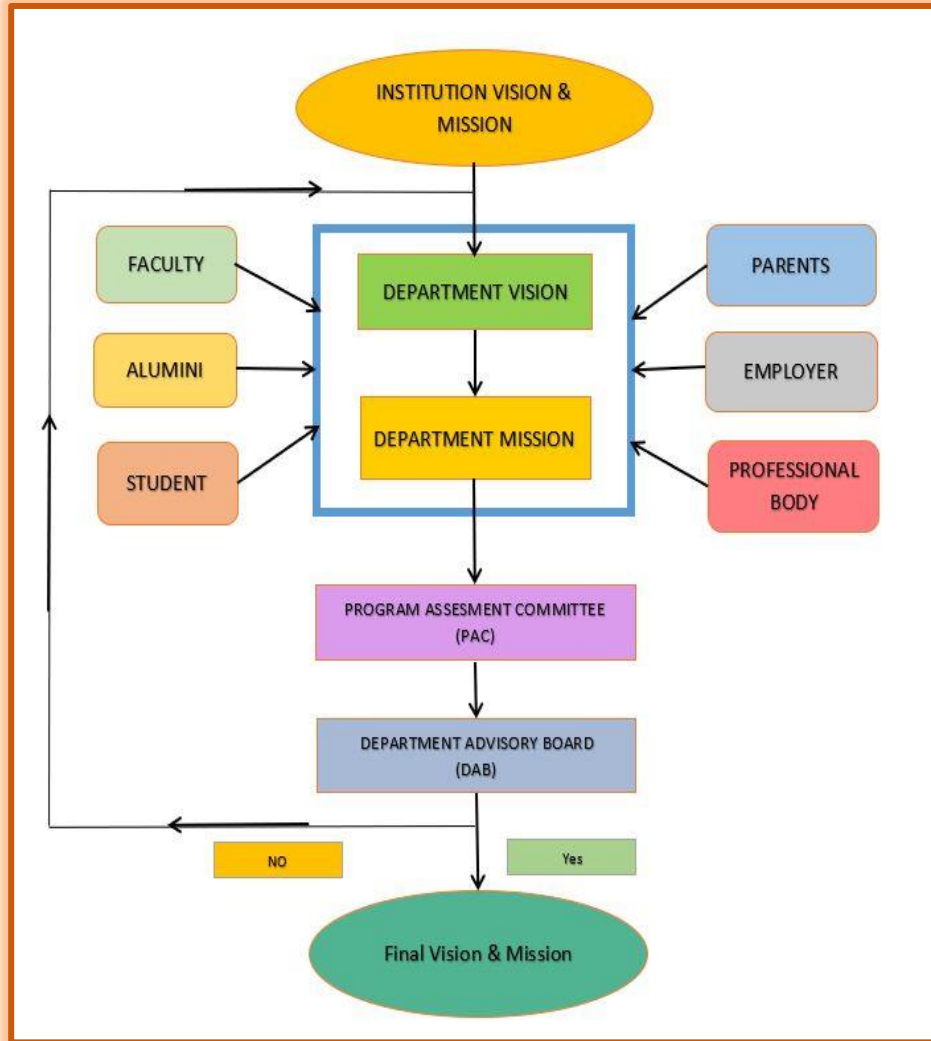 INSTITUTION VISION &
MISSION
FACULTY
PARENTS
DEPARTMENT VISION
ALUMINI
EMPLOYER
DEPARTMENT MISSION
STUDENT
PROFESSIONAL
BODY
PROGRAM ASSESMENT COMMITTEE
(PAC)
DEPARTMENT ADVISORY BOARD
(DAB)
NO
Yes
Final Vision & Mission